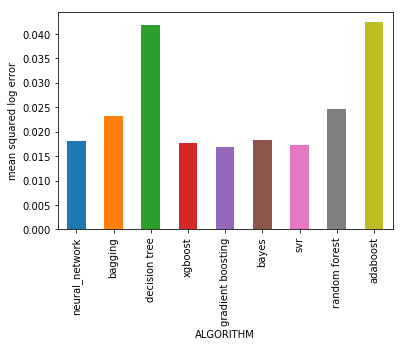 mean squared log error
0.040
0.035
0.030
0.025
0.020
0.015
0.010
0.005
0.000
neural_network
bagging
decision tree
xgboost
gradient boosting
bayes
svr
random forest
adaboost
ALGORITHM